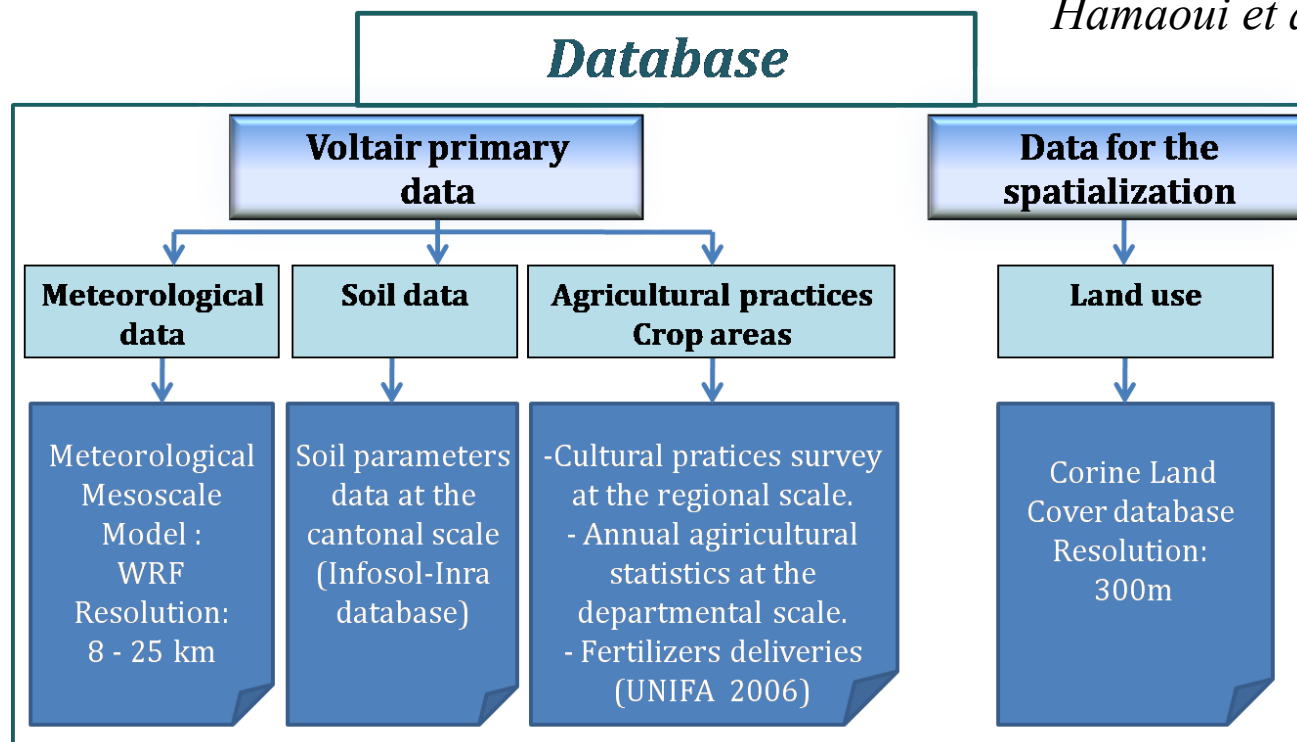 Hamaoui et
Database
Voltair primary
data
Data for the
spatialization
Meteorological
data
Soil data
Agricultural practices
Crop areas
Land use
Meteorological
Mesoscale
Model :
WRF
Resolution:
8 - 25 km
Soil parameters
data at the
cantonal scale
(Infosol-Inra
database)
-Cultural pratices survey
at the regional scale.
- Annual agiricultural
statistics at the
departmental scale.
- Fertilizers deliveries
(UNIFA 2006)
Corine Land
Cover database
Resolution:
300m